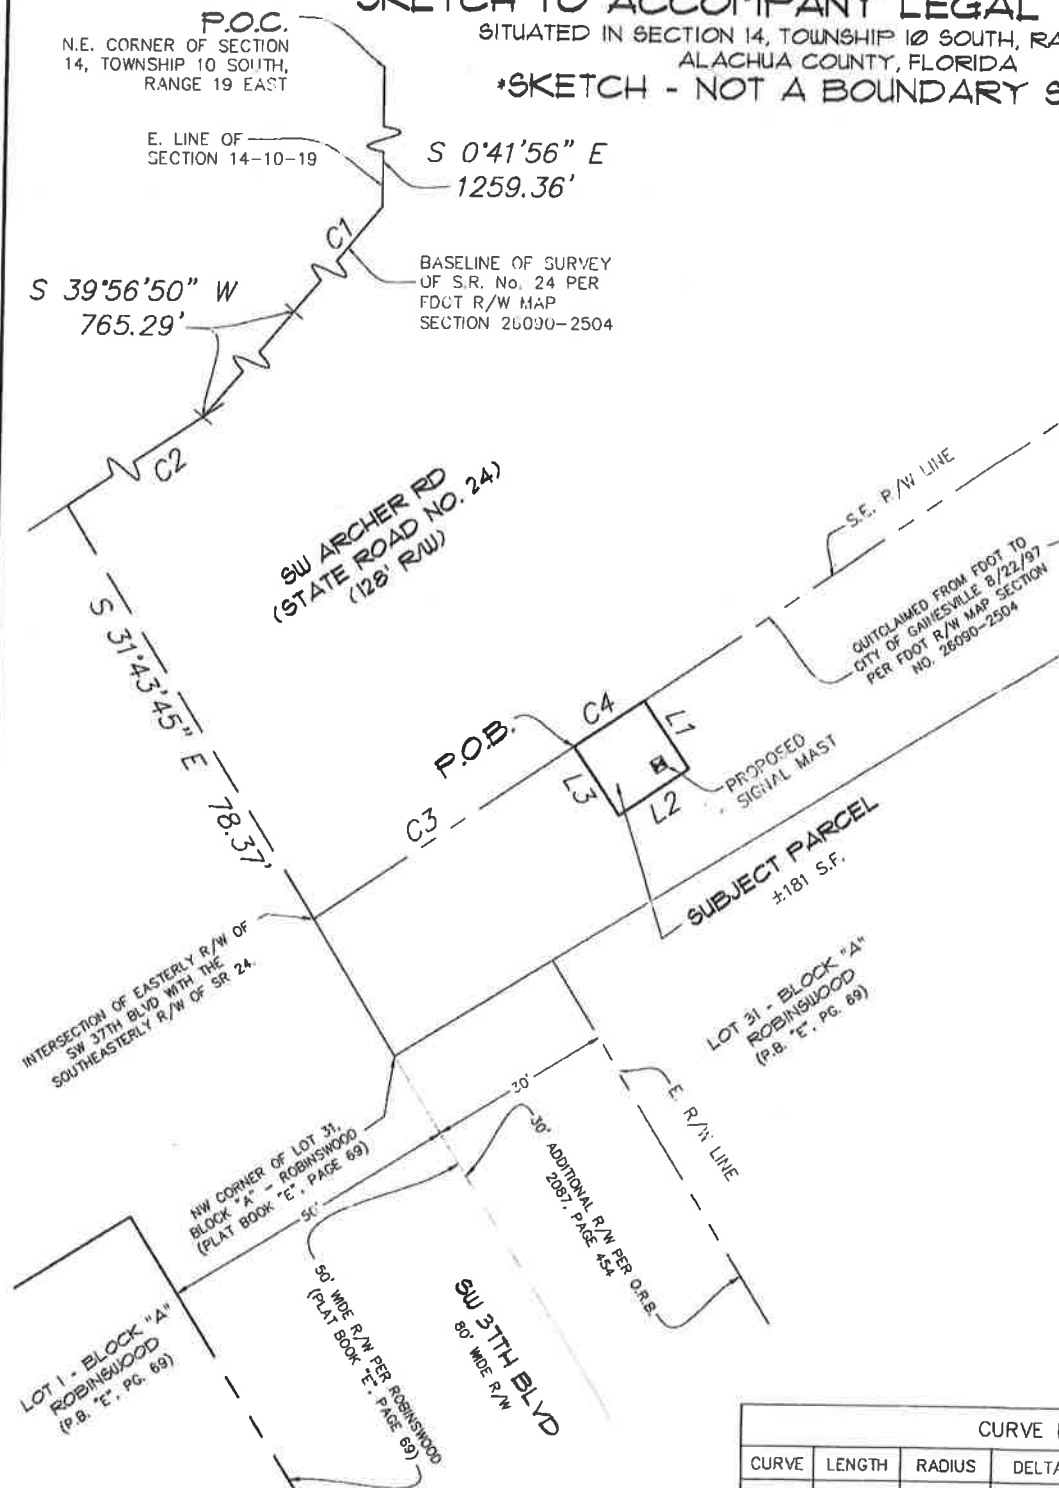 SKETCH TO ACCOMPANY LEGAL
SITUATED IN SECTION 14, TOWNSHIP 10 SOUTH,
ALACHUA COUNTY, FLORIDA
*SKETCH - NOT A BOUNDARY
P.O.C.
N.E. CORNER OF SECTION
14, TOWNSHIP 10 SOUTH,
RANGE 19 EAST
E. LINE OF
SECTION 14-10-19
S 0°41'56" E
1259.36'
C1
BASELINE OF SURVEY
OF S.R. No. 24 PER
FDOT R/W MAP
SECTION 26090-2504
S 39°56'50" W
765.29'
C2
SW ARCHER RD
(STATE ROAD NO. 24)
(128' R/W)
S.E. R/W LINE
QUITCLAIMED FROM FDOT TO
CITY OF GAINESVILLE 8/22/97
PER FDOT R/W MAP SECTION
NO. 26090-2504
S 31°43'45" E
78.37'
P.O.B.
C4
L1
L2
L3
PROPOSED
SIGNAL MAST
C3
SUBJECT PARCEL
±181 S.F.
INTERSECTION OF EASTERLY R/W OF
SW 37TH BLVD WITH THE
SOUTHEASTERLY R/W OF SR 24.
LOT 31 - BLOCK "A"
ROBINSWOOD
(P.B. "E", PG. 69)
NW CORNER OF LOT 31,
BLOCK "A" - ROBINSWOOD
(PLAT BOOK "E", PAGE 69)
30'
50'
E. R/W LINE
30' ADDITIONAL R/W PER O.R.B.
2087, PAGE 454
50' WIDE R/W PER ROBINSWOOD
(PLAT BOOK "E", PAGE 69)
SW 37TH BLVD
80' WIDE R/W
LOT 1 - BLOCK "A"
ROBINSWOOD
(P.B. "E", PG. 69)
CURVE
CURVE LENGTH RADIUS DELTA